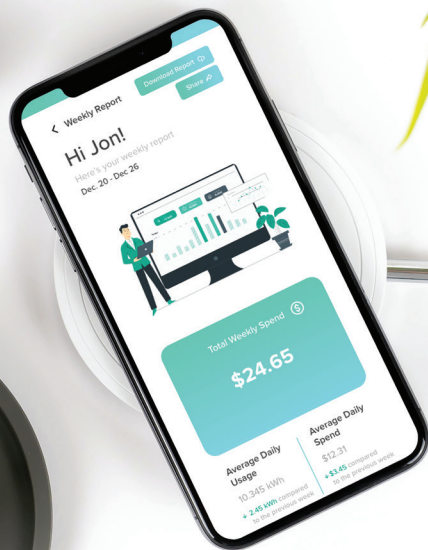 Weekly Report
Download Report
Share
Hi Jon!
Here's your weekly report
Dec. 20 - Dec 26
Total Weekly Spend
$24.65
Average Daily
Usage
10.345 kWh
2.45 kWh compared
to the previous week
Average Daily
Spend
$12.31
$3.45 compared
to the previous week